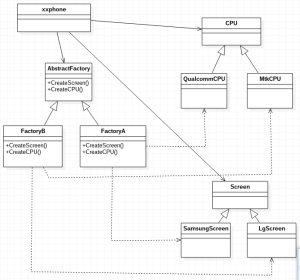 xxphone
CPU
AbstractFactory
+CreateScreen()
+CreateCPU()
QualcommCPU
MtkCPU
FactoryB
+CreateScreen()
+CreateCPU()
FactoryA
+CreateScreen()
+CreateCPU()
Screen
SamsungScreen
LgScreen